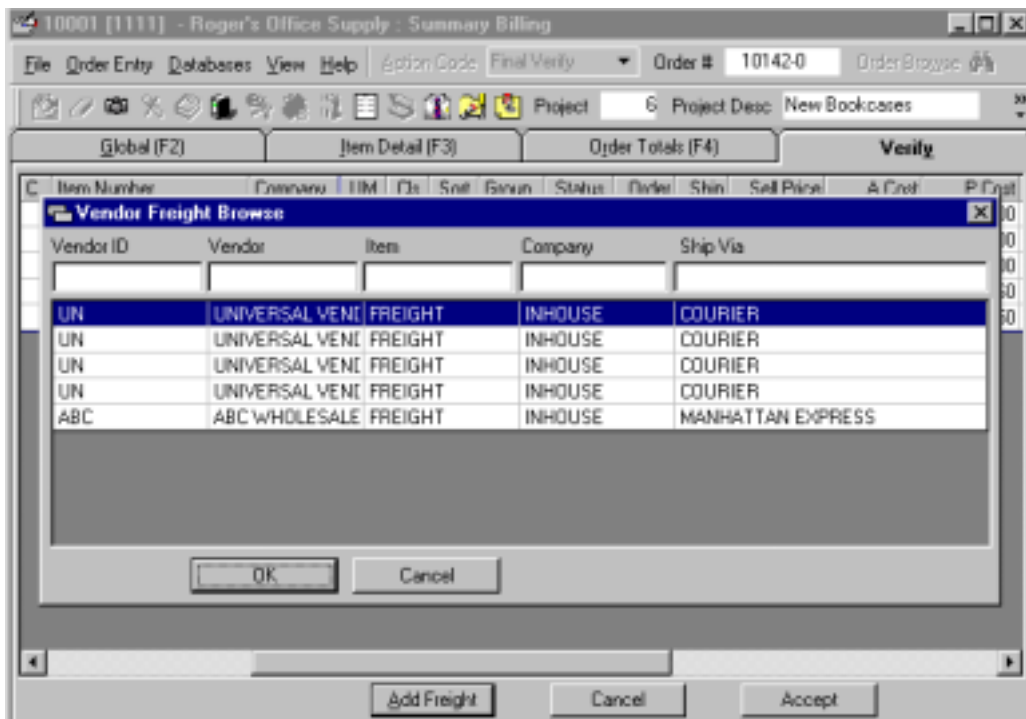 10001 [1111] - Roger's Office Supply : Summary Billing
File Order Entry Databases View Help Action Code Final Verify Order # 10142-0 Order Browse
Project 6 Project Desc New Bookcases
Global (F2) Item Detail (F3) Order Totals (F4) Verify
C Item Number Company UM Cls Sort Group Status Order Ship Sell Price A Cost P Cost
Vendor Freight Browse
Vendor ID Vendor Item Company Ship Via
UN UNIVERSAL VEND FREIGHT INHOUSE COURIER
UN UNIVERSAL VEND FREIGHT INHOUSE COURIER
UN UNIVERSAL VEND FREIGHT INHOUSE COURIER
UN UNIVERSAL VEND FREIGHT INHOUSE COURIER
ABC ABC WHOLESALE FREIGHT INHOUSE MANHATTAN EXPRESS
OK Cancel
Add Freight Cancel Accept